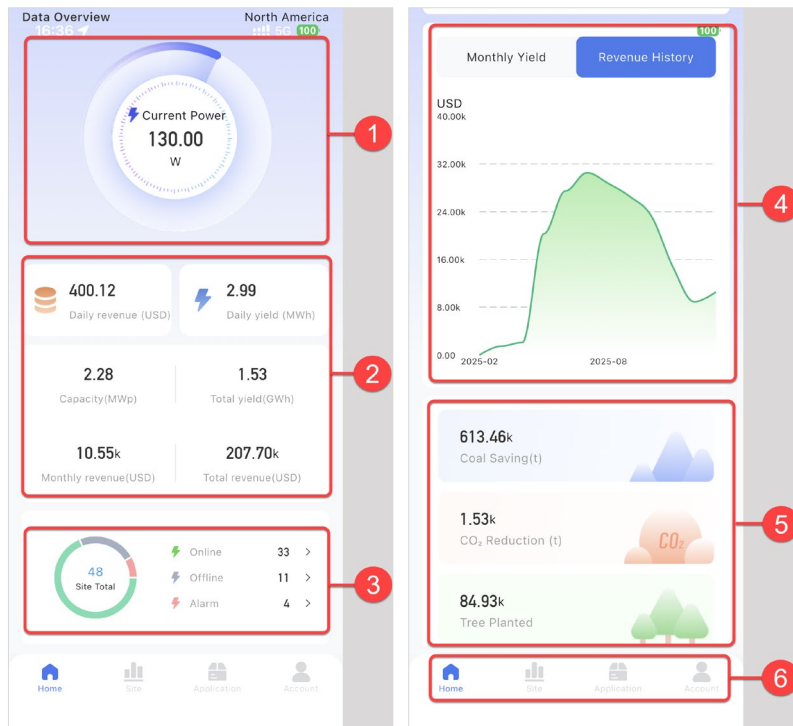 Data Overview
North America
16:36
5G 100
Current Power
130.00
W
1
400.12
Daily revenue (USD)
2.99
Daily yield (MWh)
2.28
Capacity(MWp)
1.53
Total yield(GWh)
10.55k
Monthly revenue(USD)
207.70k
Total revenue(USD)
2
48
Site Total
Online 33 >
Offline 11 >
Alarm 4 >
3
Home
Site
Application
Account
100
Monthly Yield
Revenue History
USD
40.00k
32.00k
24.00k
16.00k
8.00k
0.00
2025-02
2025-08
4
613.46k
Coal Saving(t)
1.53k
CO₂ Reduction (t)
CO₂
84.93k
Tree Planted
5
Home
Site
Application
Account
6